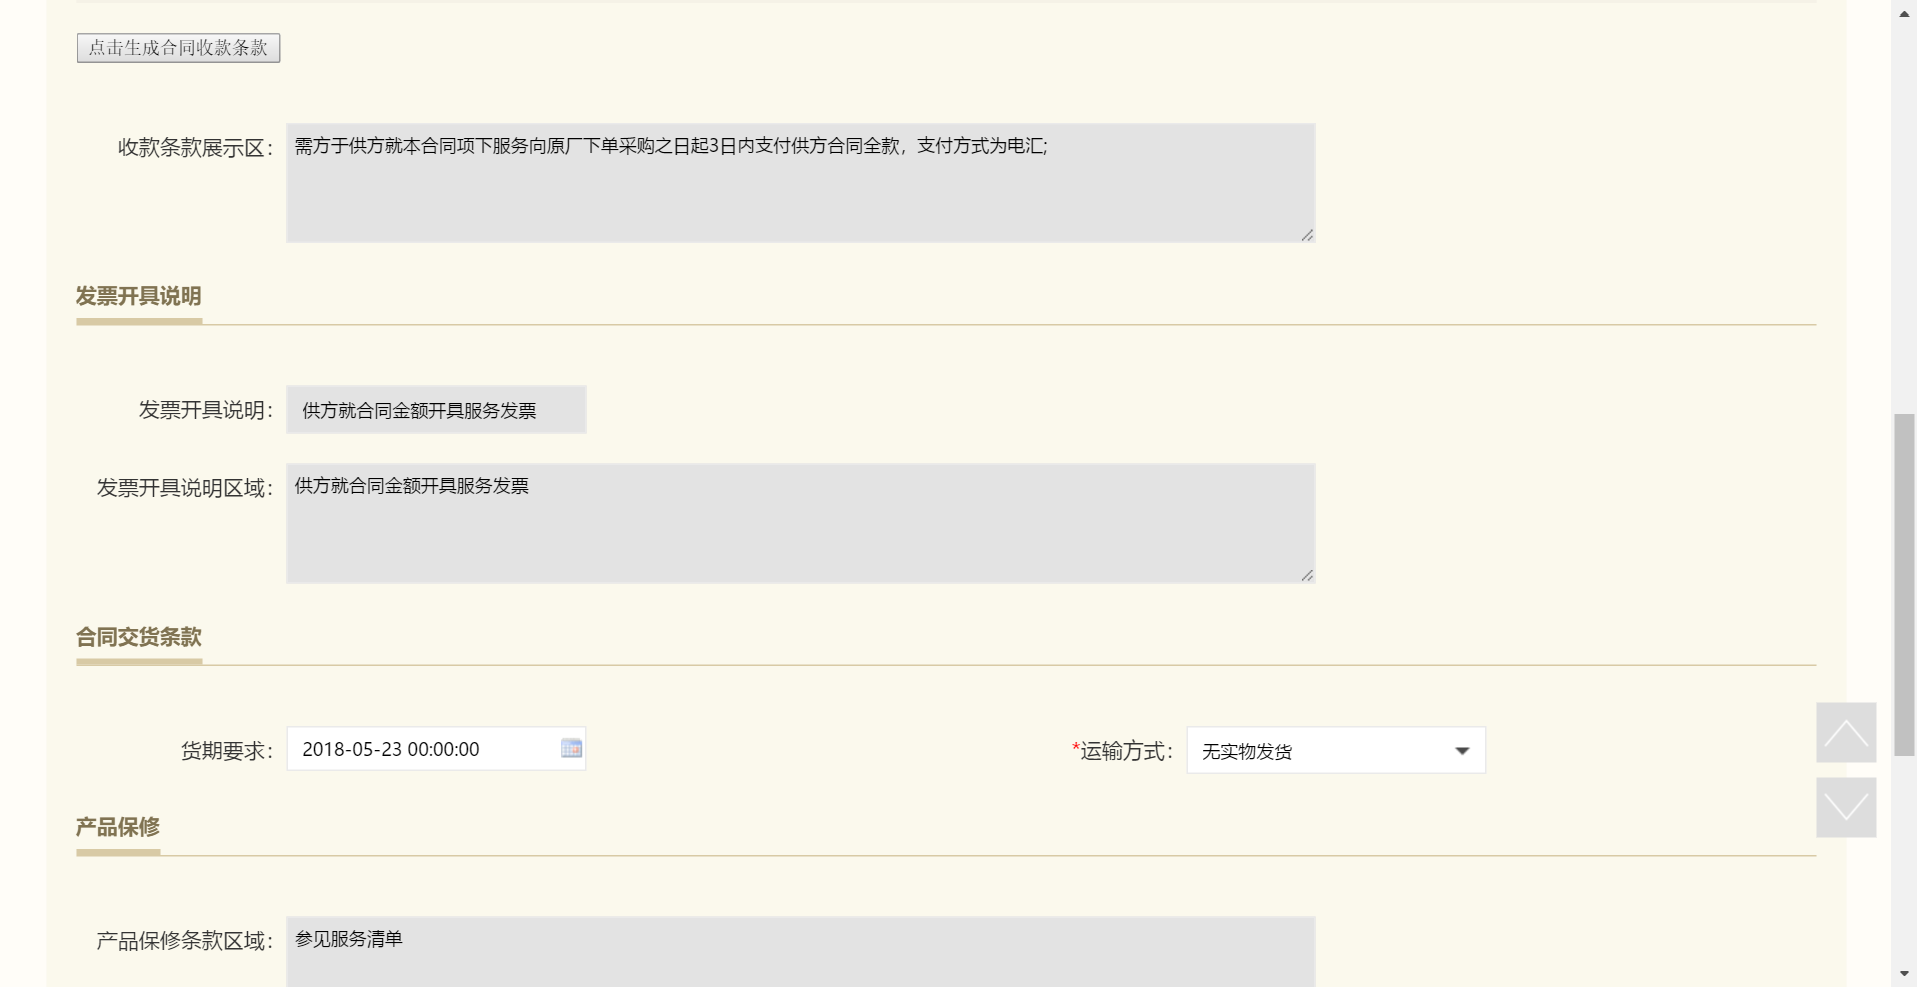 点击生成合同收款条款
收款条款展示区：
需方于供方就本合同项下服务向原厂下单采购之日起3日内支付供方合同全款，支付方式为电汇;
发票开具说明
发票开具说明：
供方就合同金额开具服务发票
发票开具说明区域：
供方就合同金额开具服务发票
合同交货条款
货期要求：
2018-05-23 00:00:00
*运输方式：
无实物发货
产品保修
产品保修条款区域：
参见服务清单